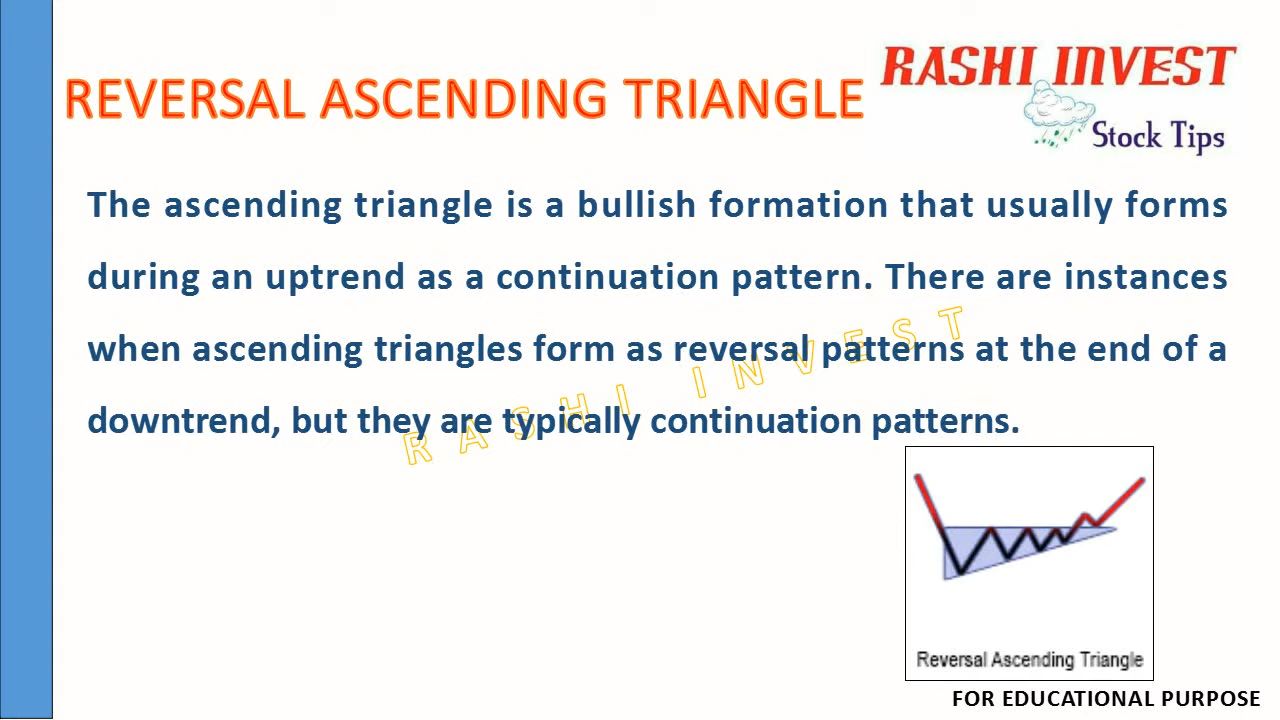 RASHI INVEST
Stock Tips
REVERSAL ASCENDING TRIANGLE
The ascending triangle is a bullish formation that usually forms
during an uptrend as a continuation pattern. There are instances
when ascending triangles form as reversal patterns at the end of a
downtrend, but they are typically continuation patterns.
RASHI INVEST
Reversal Ascending Triangle
FOR EDUCATIONAL PURPOSE